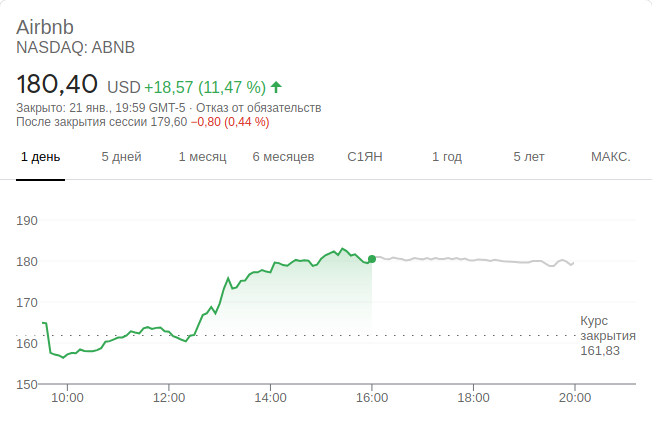 Airbnb
NASDAQ: ABNB
180,40 USD +18,57 (11,47 %)
Закрыто: 21 янв., 19:59 GMT-5 · Отказ от обязательств
После закрытия сессии 179,60 −0,80 (0,44 %)
1 день 5 дней 1 месяц 6 месяцев С1ЯН 1 год 5 лет МАКС.
190
180
170
160
150
Курс
закрытия
161,83
10:00 12:00 14:00 16:00 18:00 20:00